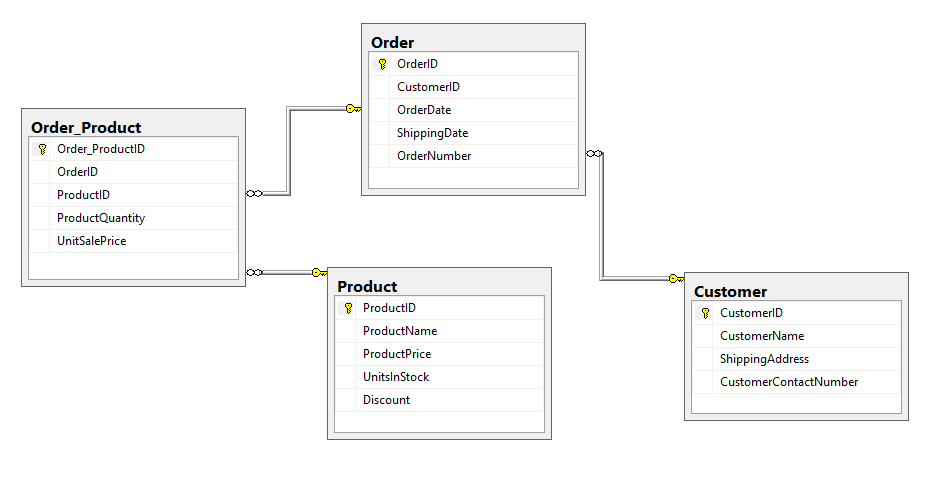 Order
OrderID
CustomerID
OrderDate
ShippingDate
OrderNumber
Order_Product
Order_ProductID
OrderID
ProductID
ProductQuantity
UnitSalePrice
Product
ProductID
ProductName
ProductPrice
UnitsInStock
Discount
Customer
CustomerID
CustomerName
ShippingAddress
CustomerContactNumber